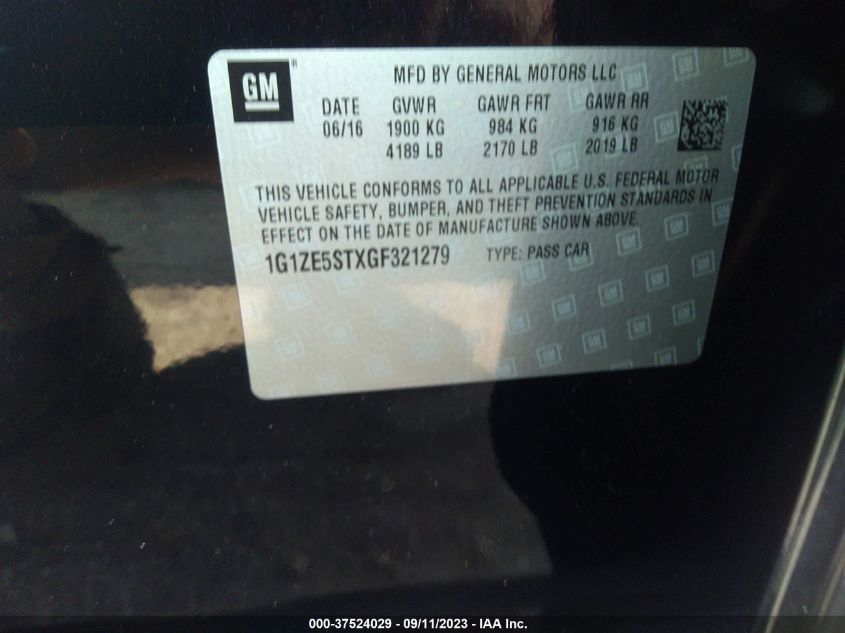 GM
MFD BY GENERAL MOTORS LLC
DATE GVWR GAWR FRT GAWR RR
06/16 1900 KG 984 KG 916 KG
4189 LB 2170 LB 2019 LB
THIS VEHICLE CONFORMS TO ALL APPLICABLE U.S. FEDERAL MOTOR
VEHICLE SAFETY, BUMPER, AND THEFT PREVENTION STANDARDS IN
EFFECT ON THE DATE OF MANUFACTURE SHOWN ABOVE.
1G1ZE5STXGF321279 TYPE: PASS CAR
000-37524029 - 09/11/2023 - IAA Inc.